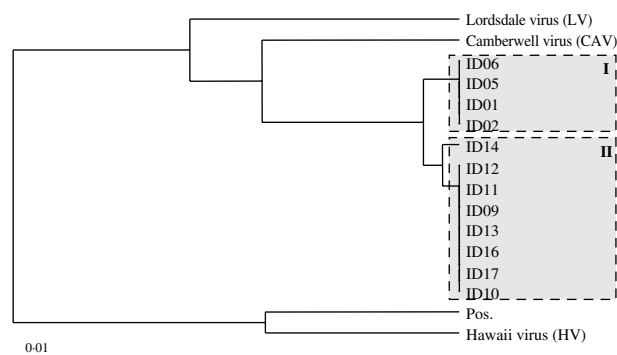 Lordsdale virus (LV)
Camberwell virus (CAV)
ID06
I
ID05
ID01
ID02
ID14
II
ID12
ID11
ID09
ID13
ID16
ID17
ID10
Pos.
Hawaii virus (HV)
0·01